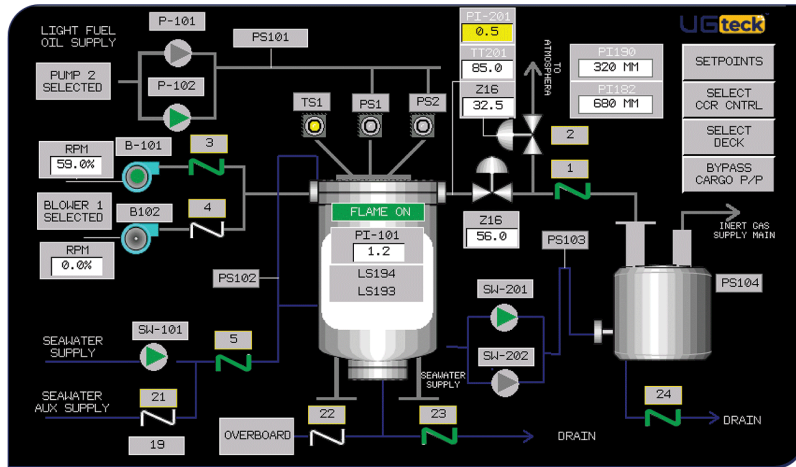 LIGHT FUEL
OIL SUPPLY
P-101
PS101
P-102
PUMP 2
SELECTED
PI-201
0.5
TT201
85.0
Z16
32.5
TO
ATMOSPHERA
PI190
320 MM
PI182
680 MM
UGteck
SETPOINTS
SELECT
CCR CNTRL
SELECT
DECK
BYPASS
CARGO P/P
TS1
PS1
PS2
2
1
RPM
59.0%
B-101
3
BLOWER 1
SELECTED
B102
4
RPM
0.0%
FLAME ON
PI-101
1.2
LS194
LS193
Z16
56.0
PS103
INERT GAS
SUPPLY MAIN
PS102
PS104
SW-201
SW-202
SW-101
5
SEAWATER
SUPPLY
SEAWATER
SUPPLY
SEAWATER
AUX SUPPLY
21
19
OVERBOARD
22
23
DRAIN
24
DRAIN